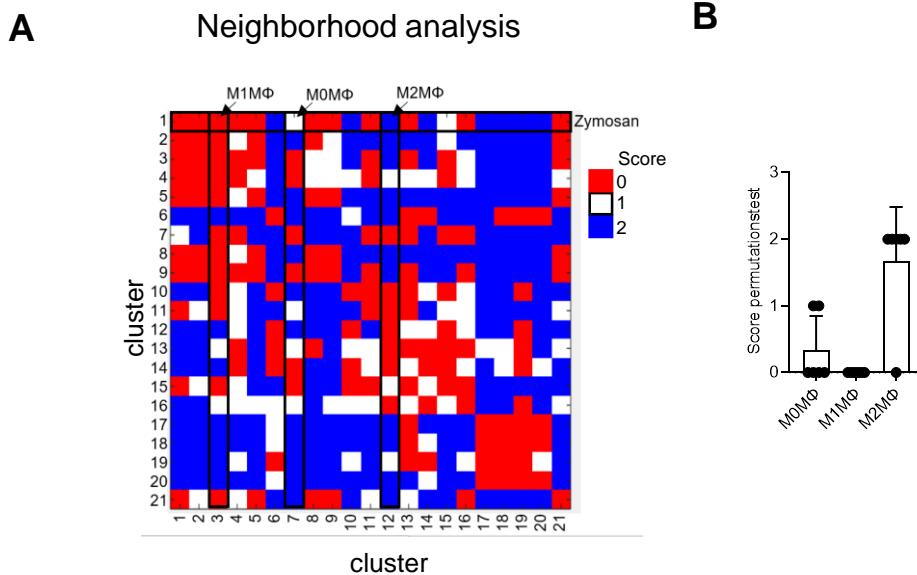 A
Neighborhood analysis
B
M1MΦ
M0MΦ
M2MΦ
Zymosan
Score
0
1
2
cluster
1
2
3
4
5
6
7
8
9
10
11
12
13
14
15
16
17
18
19
20
21
1 2 3 4 5 6 7 8 9 10 11 12 13 14 15 16 17 18 19 20 21
cluster
Score permutationstest
3
2
1
0
M0MΦ
M1MΦ
M2MΦ